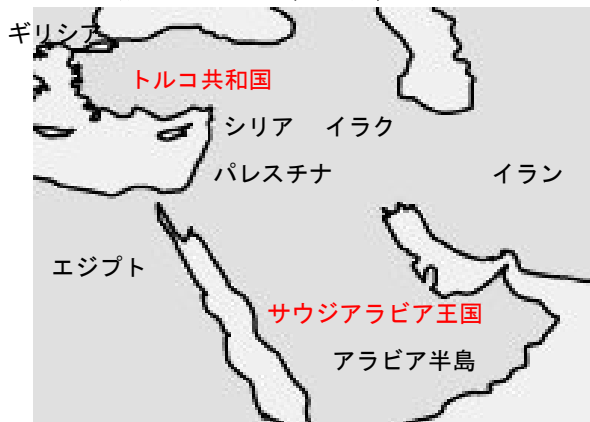 ギリシア
トルコ共和国
シリア イラク
パレスチナ イラン
エジプト
サウジアラビア王国
アラビア半島